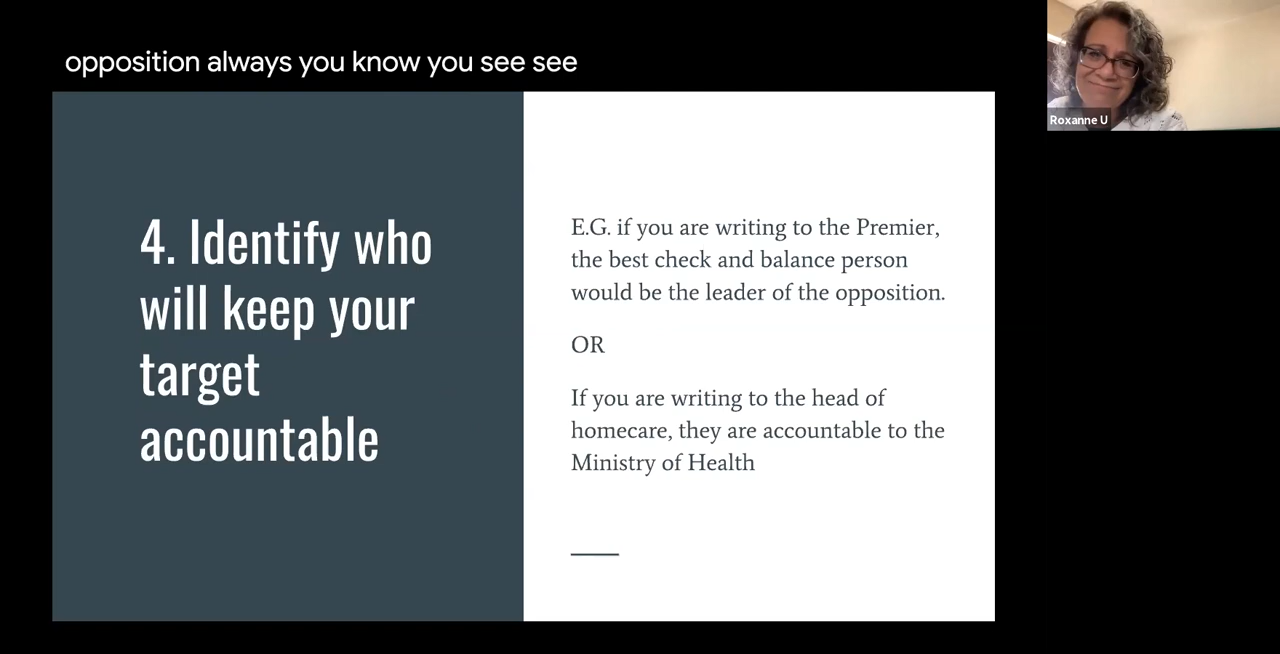 opposition always you know you see see
Roxanne U
4. Identify who
will keep your
target
accountable
E.G. if you are writing to the Premier,
the best check and balance person
would be the leader of the opposition.
OR
If you are writing to the head of
homecare, they are accountable to the
Ministry of Health